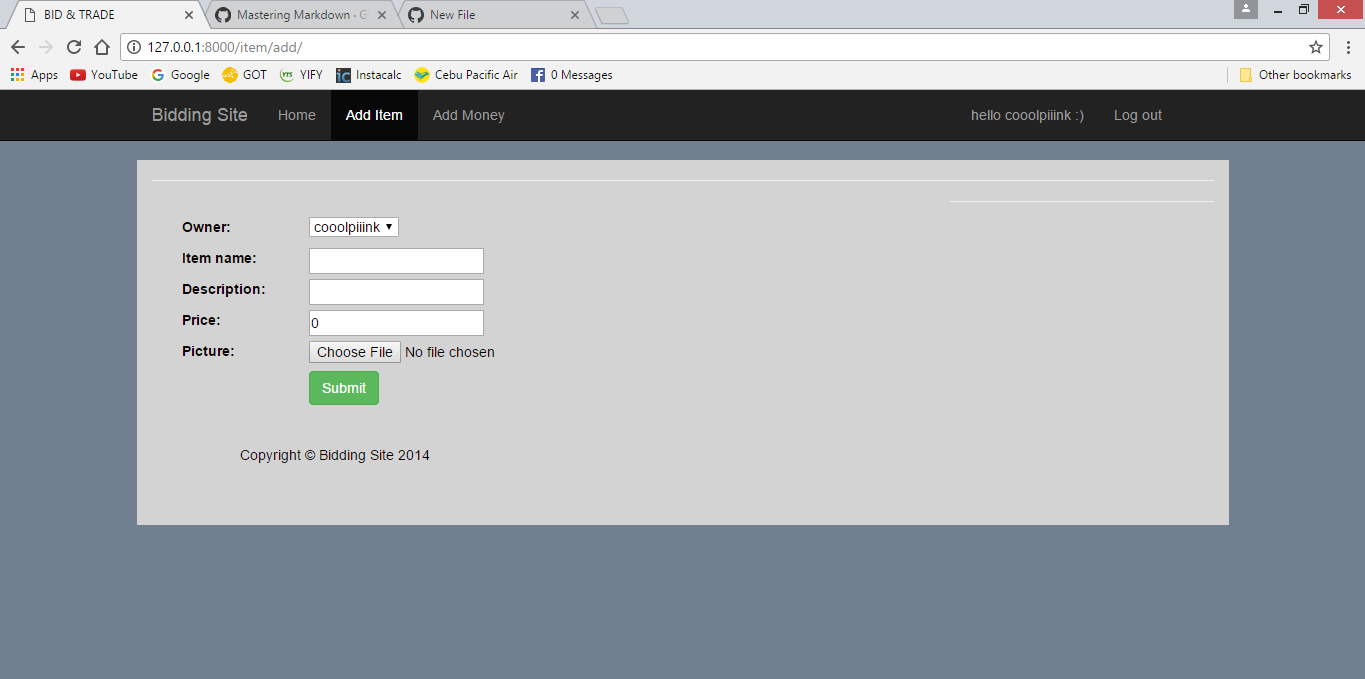 BID & TRADE Mastering Markdown - G New File
127.0.0.1:8000/item/add/
Apps YouTube Google GOT YTS YIFY ic Instacalc Cebu Pacific Air 0 Messages Other bookmarks
Bidding Site Home Add Item Add Money hello cooolpiiink :) Log out
Owner: cooolpiiink
Item name:
Description:
Price: 0
Picture: Choose File No file chosen
Submit
Copyright © Bidding Site 2014